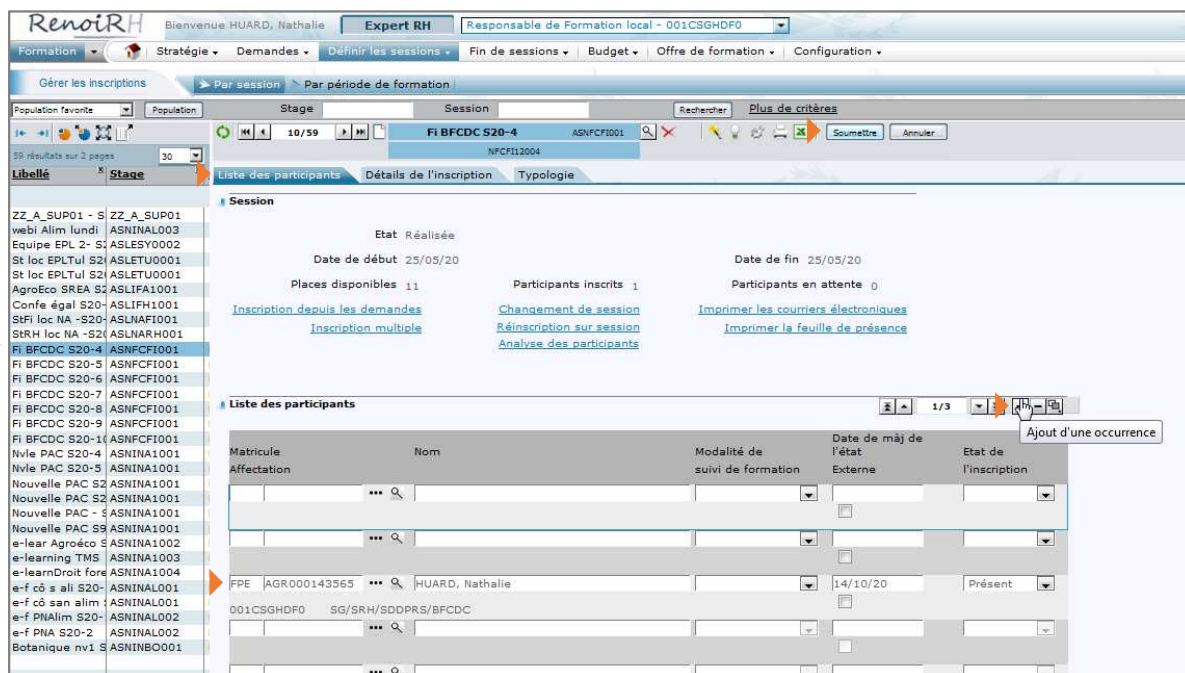 RenoiRH Bienvenue HUARD, Nathalie Expert RH Responsable de Formation local - 001CSGHDF0
Formation Stratégie Demandes Définir les sessions Fin de sessions Budget Offre de formation Configuration
Gérer les inscriptions Par session > Par période de formation
Population favorite Population Stage Session Rechercher Plus de critères
10/59 Fi BFCDC S20-4 ASNFCFI001 Soumettre Annuler
59 résultats sur 2 pages 30 NFCFI12004
Libellé Stage Liste des participants Détails de l'inscription Typologie
Session
ZZ_A_SUP01 - S ZZ_A_SUP01
webi Alim lundi ASNINAL003
Equipe EPL 2- S2 ASLESY0002
St loc EPLTul S20 ASLETU0001
St loc EPLTul S20 ASLETU0001
AgroEco SREA S2 ASLIFA1001
Confe égal S20- ASLIFH1001
StFi loc NA -S20- ASLNAFI001
StRH loc NA -S20 ASLNARH001
Fi BFCDC S20-4 ASNFCFI001
Fi BFCDC S20-5 ASNFCFI001
Fi BFCDC S20-6 ASNFCFI001
Fi BFCDC S20-7 ASNFCFI001
Fi BFCDC S20-8 ASNFCFI001
Fi BFCDC S20-9 ASNFCFI001
Fi BFCDC S20-10 ASNFCFI001
Nvle PAC S20-4 ASNINA1001
Nvle PAC S20-5 ASNINA1001
Nouvelle PAC S2 ASNINA1001
Nouvelle PAC S2 ASNINA1001
Nouvelle PAC - S ASNINA1001
Nouvelle PAC S9 ASNINA1001
e-lear Agroéco S ASNINA1002
e-learning TMS ASNINA1003
e-learnDroit fore ASNINA1004
e-f cô s ali S20- ASNINAL001
e-f cô san alim ASNINAL001
e-f PNAlim S20- ASNINAL002
e-f PNA S20-2 ASNINAL002
Botanique nv1 S ASNINBO001
Etat Réalisée
Date de début 25/05/20 Date de fin 25/05/20
Places disponibles 11 Participants inscrits 1 Participants en attente 0
Inscription depuis les demandes Changement de session Imprimer les courriers électroniques
Inscription multiple Réinscription sur session Imprimer la feuille de présence
Analyse des participants
Liste des participants 1/3
Ajout d'une occurrence
Matricule Nom Modalité de suivi de formation Date de màj de l'état Etat de l'inscription
Affectation Externe
FPE AGR000143565 HUARD, Nathalie 14/10/20 Présent
001CSGHDF0 SG/SRH/SDDPRS/BFCDC